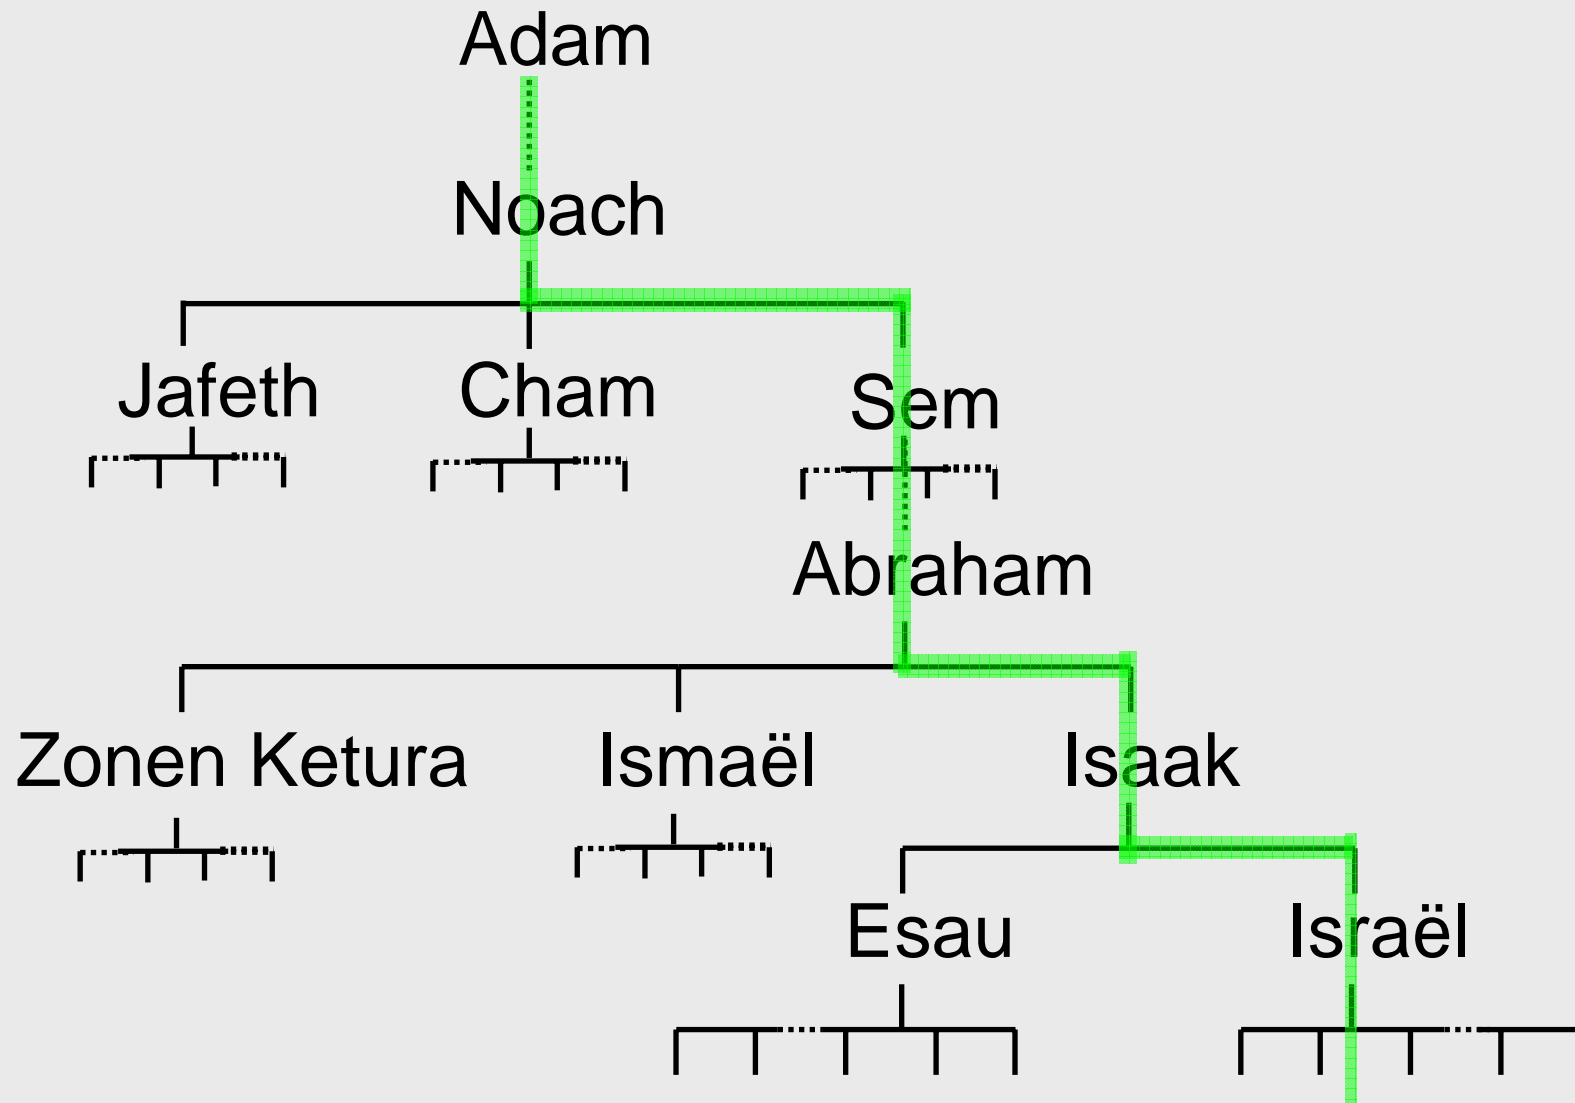 Adam
Noach
Jafeth Cham Sem
Abraham
Zonen Ketura Ismaël Isaak
Esau Israël